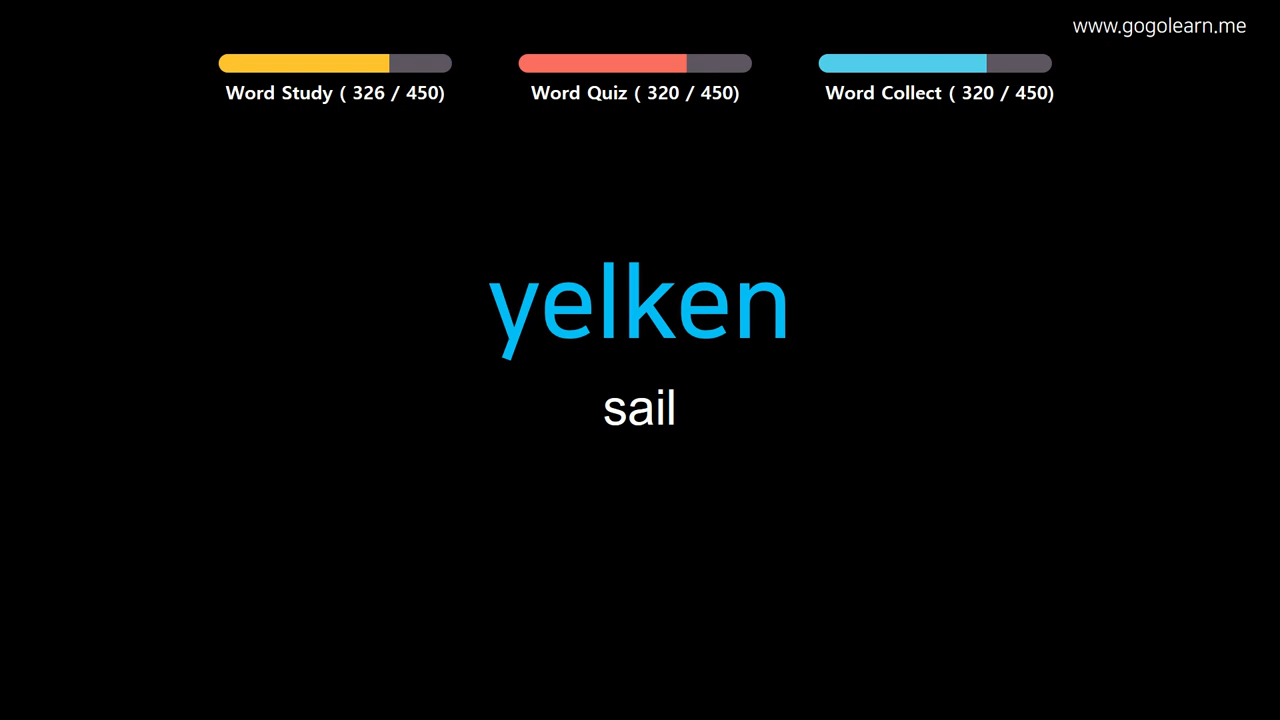 www.gogolearn.me
Word Study ( 326 / 450)
Word Quiz ( 320 / 450)
Word Collect ( 320 / 450)
yelken
sail